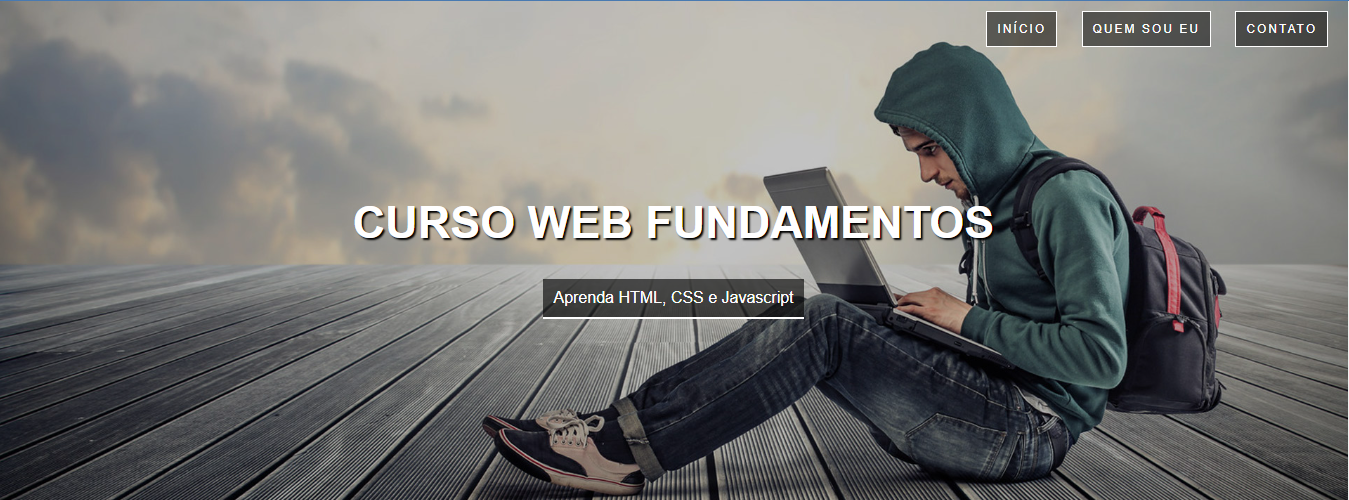 INÍCIO QUEM SOU EU CONTATO
CURSO WEB FUNDAMENTOS
Aprenda HTML, CSS e Javascript